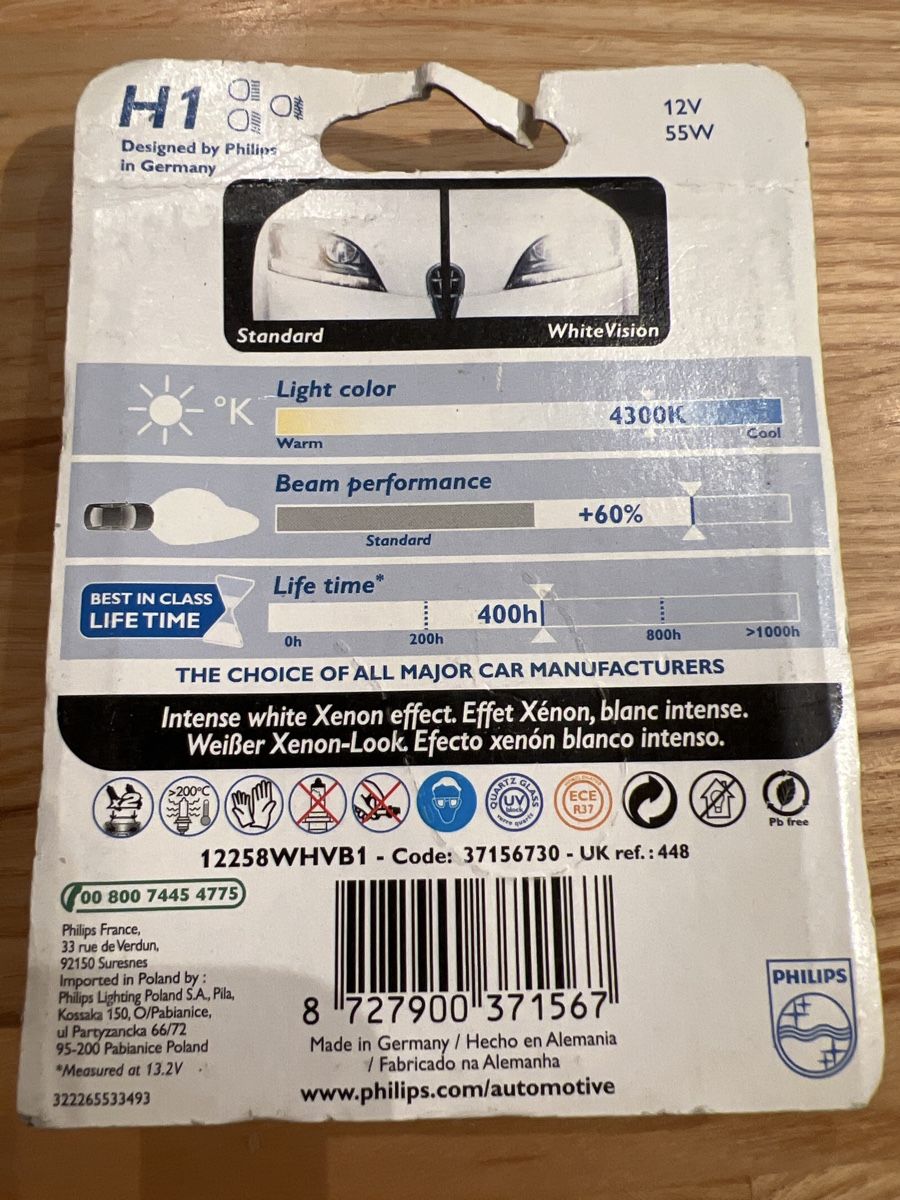 H1
Designed by Philips
in Germany
12V
55W
Standard
WhiteVision
Light color
°K
4300K
Warm
Cool
Beam performance
+60%
Standard
BEST IN CLASS
LIFE TIME
Life time*
400h
0h
200h
800h
>1000h
THE CHOICE OF ALL MAJOR CAR MANUFACTURERS
Intense white Xenon effect. Effet Xénon, blanc intense.
Weißer Xenon-Look. Efecto xenón blanco intenso.
>200°C
QUARTZ GLASS
UV
block
verre quartz
ECE
R37
Pb free
12258WHVB1 - Code: 37156730 - UK ref.: 448
00 800 7445 4775
Philips France,
33 rue de Verdun,
92150 Suresnes
Imported in Poland by :
Philips Lighting Poland S.A., Pila,
Kossaka 150, O/Pabianice,
ul Partyzancka 66/72
95-200 Pabianice Poland
*Measured at 13.2V
322265533493
8 727900 371567
Made in Germany / Hecho en Alemania
/ Fabricado na Alemanha
www.philips.com/automotive
PHILIPS